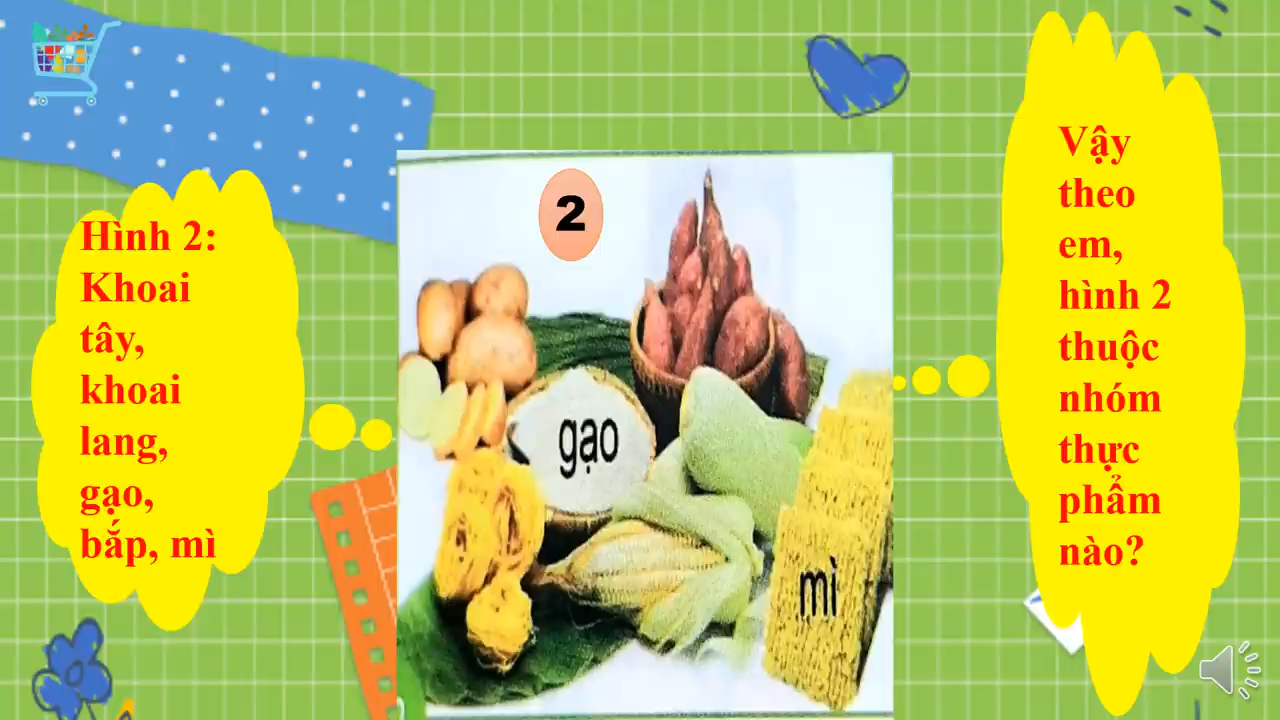 Hình 2:
Khoai
tây,
khoai
lang,
gạo,
bắp, mì
2
gạo
mì
Vậy
theo
em,
hình 2
thuộc
nhóm
thực
phẩm
nào?